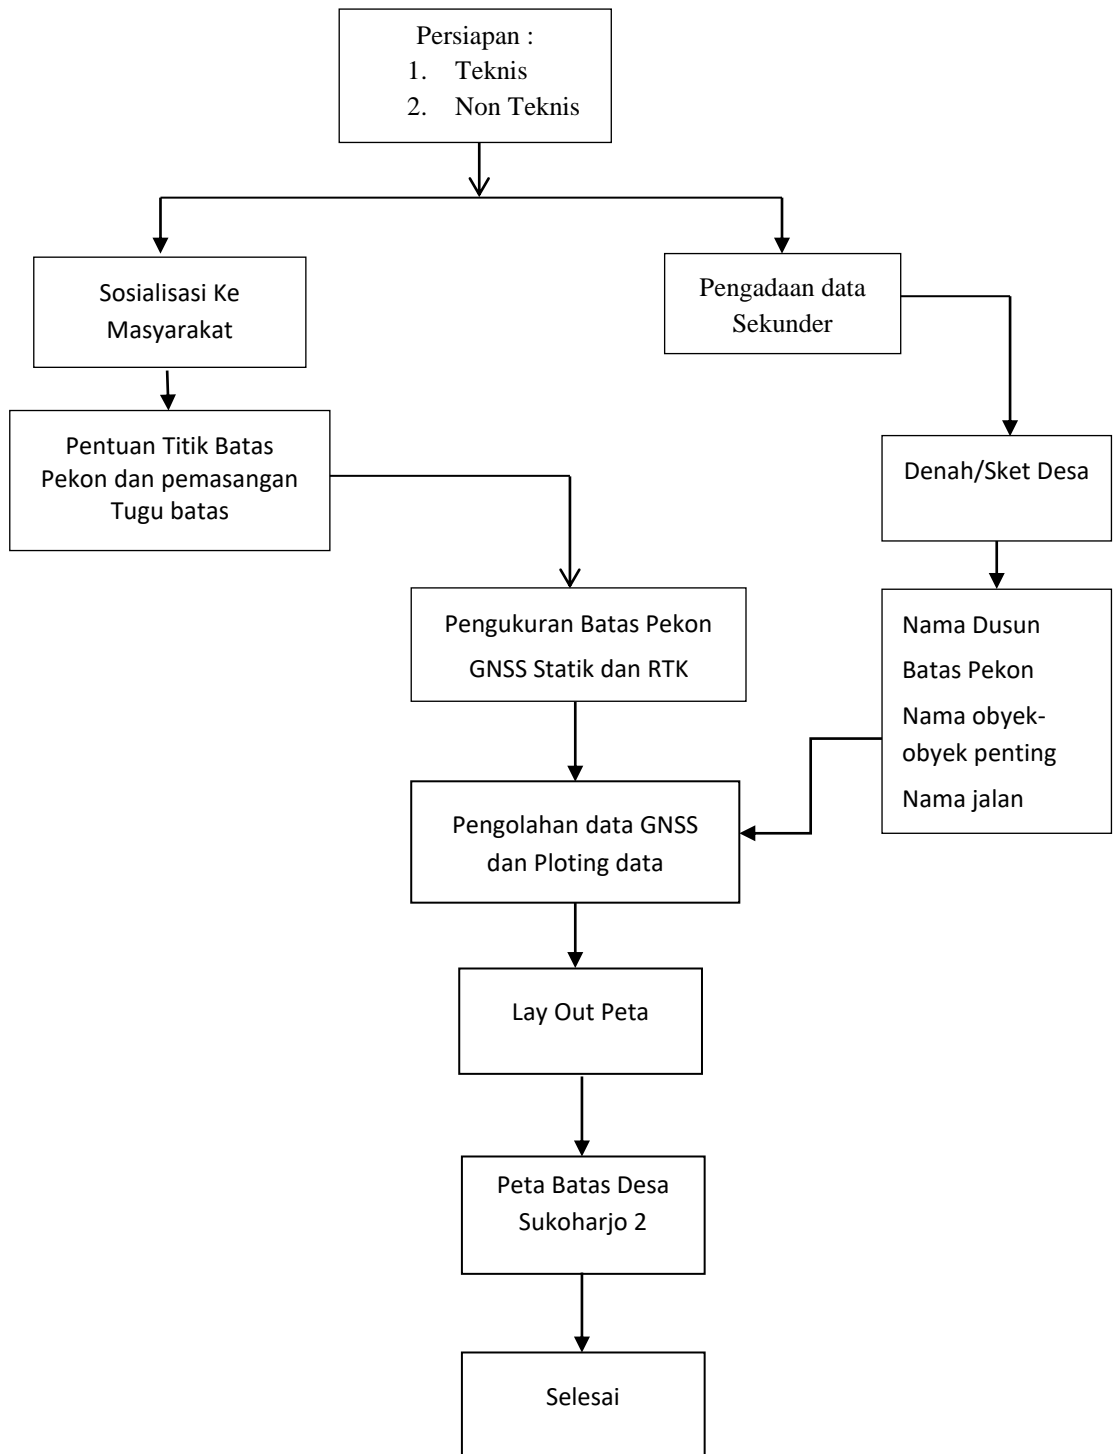 Persiapan :
1. Teknis
2. Non Teknis
Sosialisasi Ke
Masyarakat
Pengadaan data
Sekunder
Pentuan Titik Batas
Pekon dan pemasangan
Tugu batas
Denah/Sket Desa
Pengukuran Batas Pekon
GNSS Statik dan RTK
Nama Dusun
Batas Pekon
Nama obyek-
obyek penting
Nama jalan
Pengolahan data GNSS
dan Ploting data
Lay Out Peta
Peta Batas Desa
Sukoharjo 2
Selesai